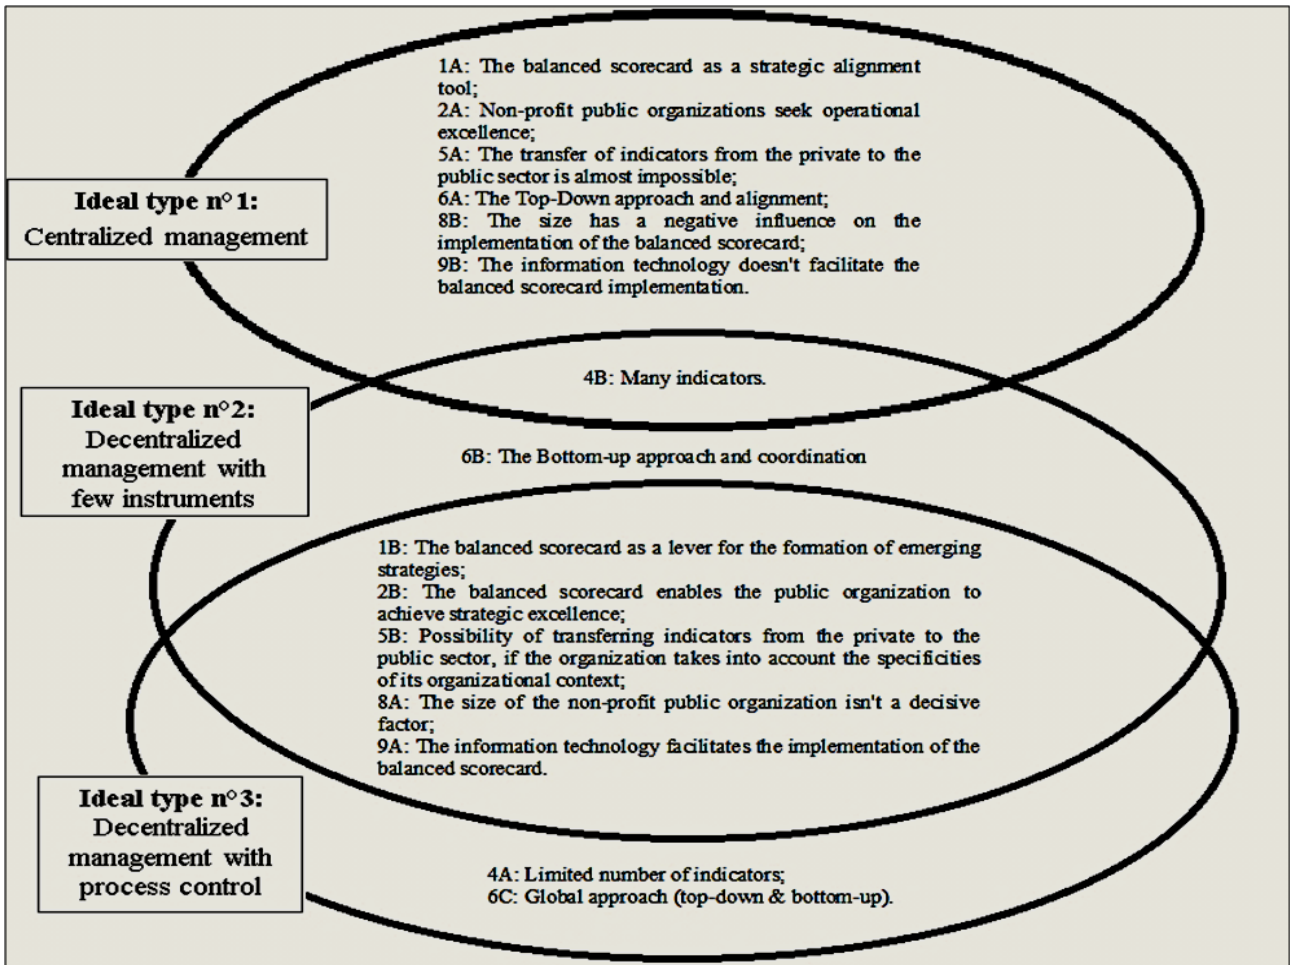 1A: The balanced scorecard as a strategic alignment
tool;
2A: Non-profit public organizations seek operational
excellence;
5A: The transfer of indicators from the private to the
public sector is almost impossible;
6A: The Top-Down approach and alignment;
8B: The size has a negative influence on the
implementation of the balanced scorecard;
9B: The information technology doesn't facilitate the
balanced scorecard implementation.
Ideal type n°1:
Centralized management
4B: Many indicators.
Ideal type n°2:
Decentralized
management with
few instruments
6B: The Bottom-up approach and coordination
1B: The balanced scorecard as a lever for the formation of emerging
strategies;
2B: The balanced scorecard enables the public organization to
achieve strategic excellence;
5B: Possibility of transferring indicators from the private to the
public sector, if the organization takes into account the specificities
of its organizational context;
8A: The size of the non-profit public organization isn't a decisive
factor;
9A: The information technology facilitates the implementation of the
balanced scorecard.
Ideal type n°3:
Decentralized
management with
process control
4A: Limited number of indicators;
6C: Global approach (top-down & bottom-up).